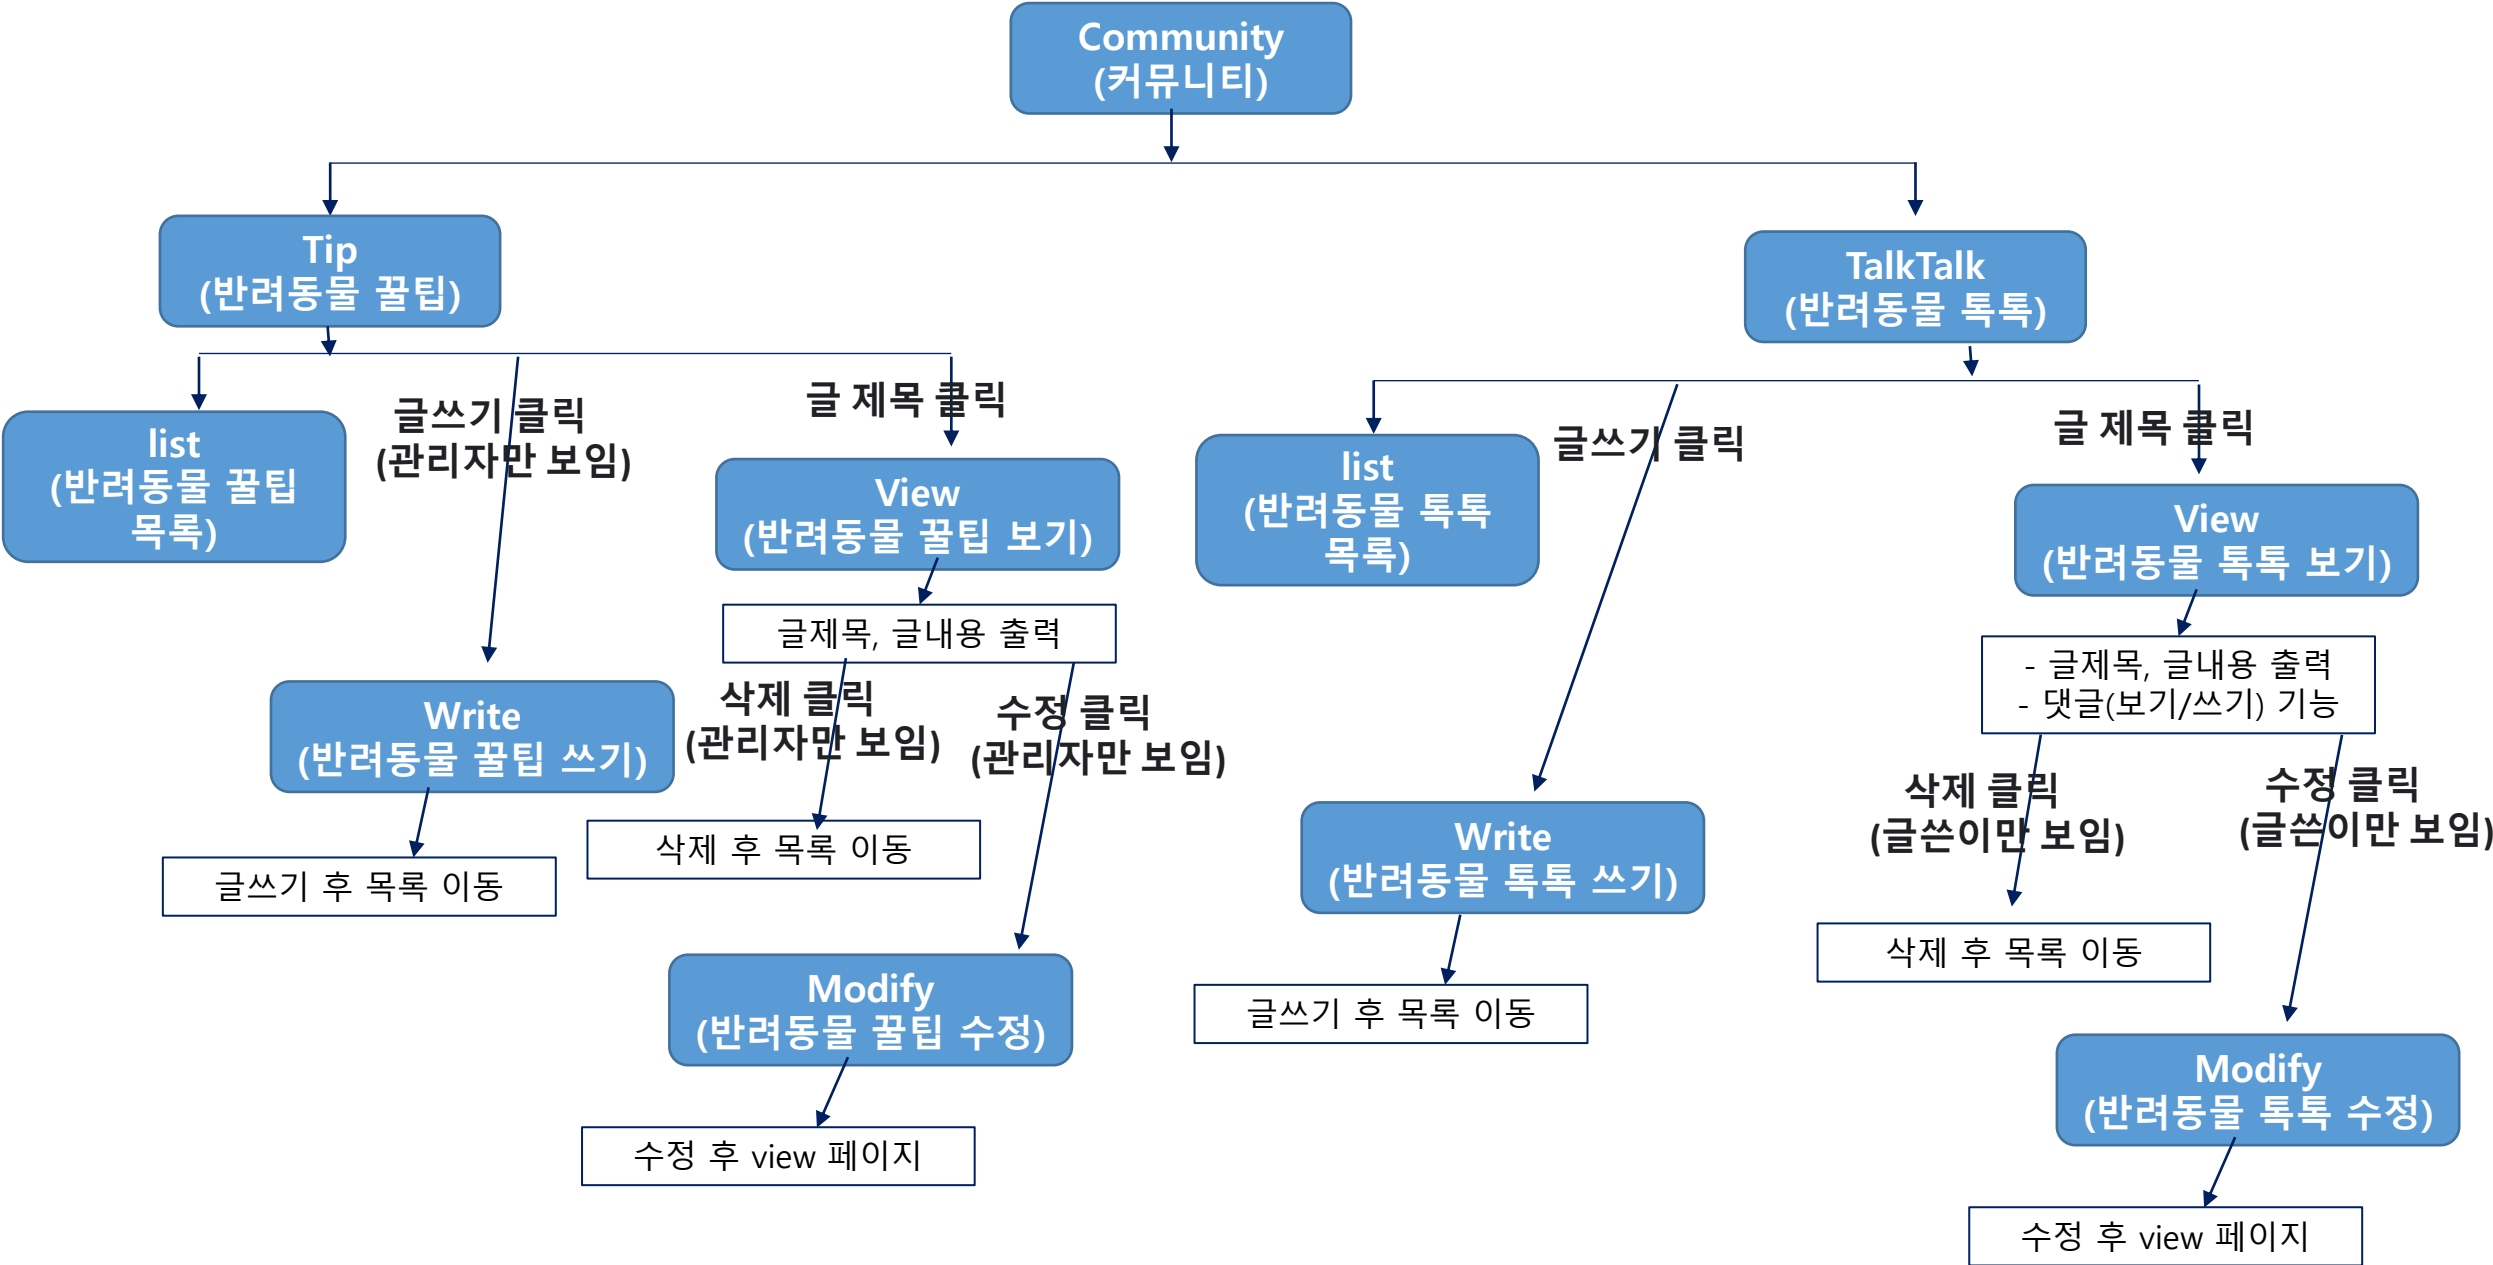 Community
(커뮤니티)
Tip
(반려동물 꿀팁)
TalkTalk
(반려동물 톡톡)
list
(반려동물 꿀팁
목록)
글쓰기 클릭
(관리자만 보임)
글 제목 클릭
View
(반려동물 꿀팁 보기)
글제목, 글내용 출력
Write
(반려동물 꿀팁 쓰기)
글쓰기 후 목록 이동
삭제 클릭
(관리자만 보임)
수정 클릭
(관리자만 보임)
삭제 후 목록 이동
Modify
(반려동물 꿀팁 수정)
수정 후 view 페이지
list
(반려동물 톡톡
목록)
글쓰기 클릭
글 제목 클릭
View
(반려동물 톡톡 보기)
- 글제목, 글내용 출력
- 댓글(보기/쓰기) 기능
Write
(반려동물 톡톡 쓰기)
글쓰기 후 목록 이동
삭제 클릭
(글쓴이만 보임)
수정 클릭
(글쓴이만 보임)
삭제 후 목록 이동
Modify
(반려동물 톡톡 수정)
수정 후 view 페이지